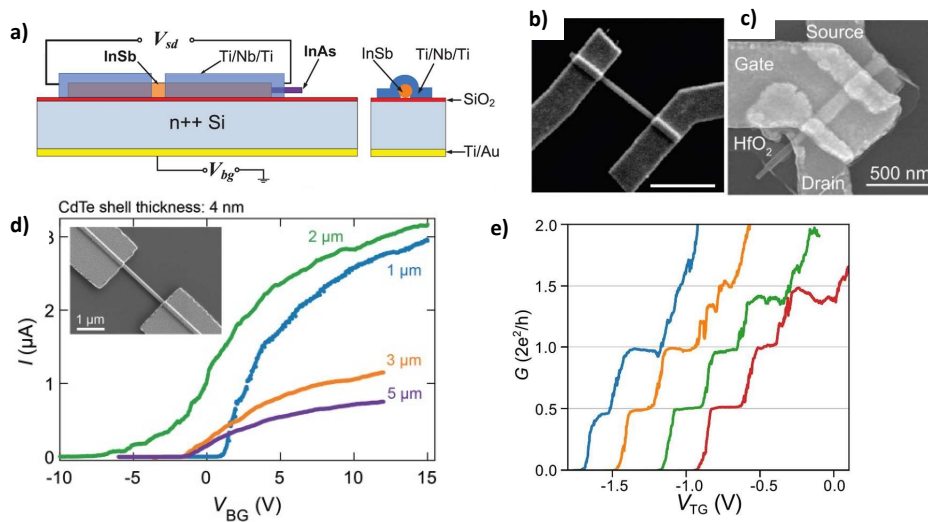 a)
V_sd
InSb
Ti/Nb/Ti
InAs
n++ Si
V_bg
InSb
Ti/Nb/Ti
SiO₂
Ti/Au
b)
c)
Source
Gate
HfO₂
Drain
500 nm
d)
CdTe shell thickness: 4 nm
1 µm
2 µm
1 µm
3 µm
5 µm
3
2
1
0
I (µA)
-10
-5
0
5
10
15
V_BG (V)
e)
2.0
1.5
1.0
0.5
0.0
G (2e²/h)
-1.5
-1.0
-0.5
0.0
V_TG (V)